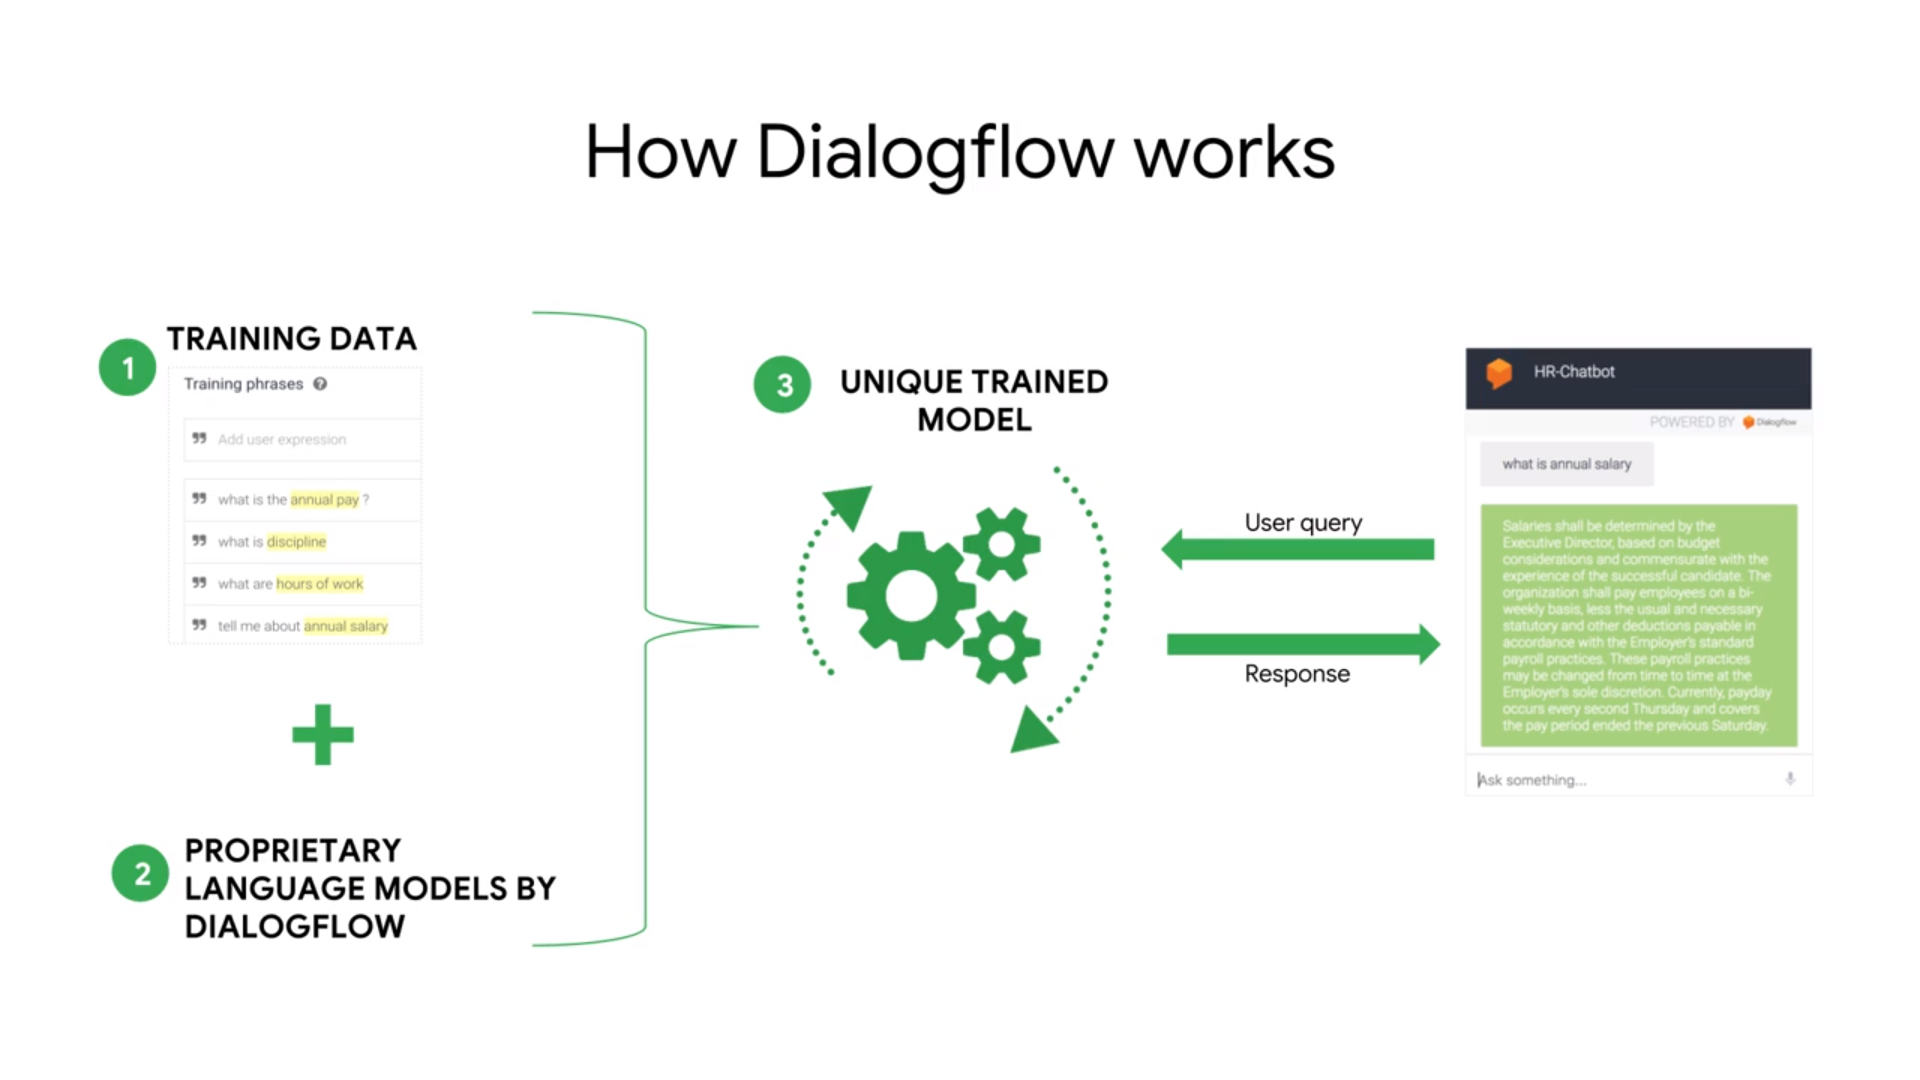 How Dialogflow works
1
TRAINING DATA
Training phrases ?
Add user expression
what is the annual pay ?
what is discipline
what are hours of work
tell me about annual salary
2
PROPRIETARY
LANGUAGE MODELS BY
DIALOGFLOW
3
UNIQUE TRAINED
MODEL
User query
Response
HR-Chatbot
POWERED BY Dialogflow
what is annual salary
Salaries shall be determined by the
Executive Director, based on budget
considerations and commensurate with the
experience of the successful candidate. The
organization shall pay employees on a bi-
weekly basis, less the usual and necessary
statutory and other deductions payable in
accordance with the Employer's standard
payroll practices. These payroll practices
may be changed from time to time at the
Employer's sole discretion. Currently, payday
occurs every second Thursday and covers
the pay period ended the previous Saturday.
Ask something...